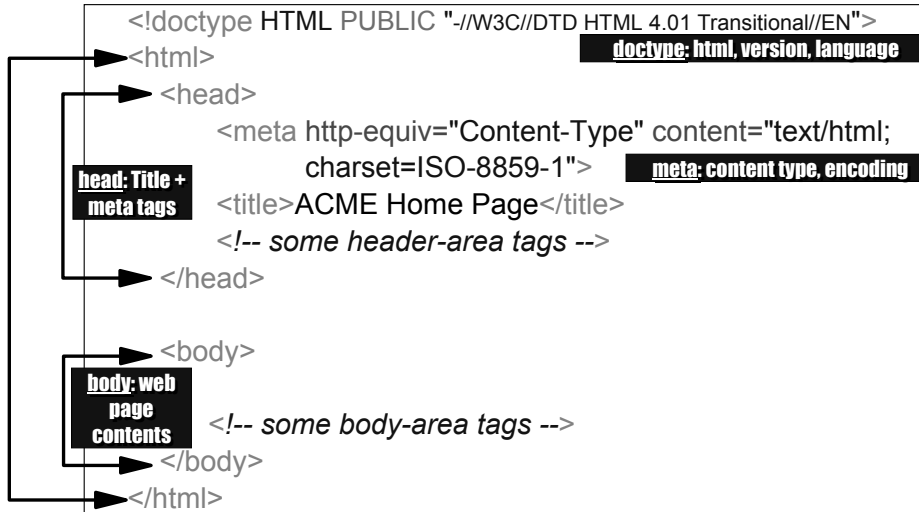 <!doctype HTML PUBLIC "-//W3C//DTD HTML 4.01 Transitional//EN">
<html>
doctype: html, version, language
<head>
<meta http-equiv="Content-Type" content="text/html;
charset=ISO-8859-1">
meta: content type, encoding
head: Title +
meta tags
<title>ACME Home Page</title>
<!-- some header-area tags -->
</head>
<body>
body: web
page
contents
<!-- some body-area tags -->
</body>
</html>